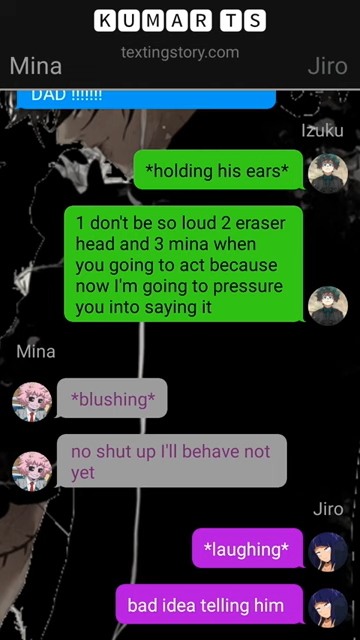 KUMAR TS
textingstory.com
Mina
Jiro
DAD !!!!!!!
Izuku
*holding his ears*
1 don't be so loud 2 eraser
head and 3 mina when
you going to act because
now I'm going to pressure
you into saying it
Mina
*blushing*
no shut up I'll behave not
yet
Jiro
*laughing*
bad idea telling him